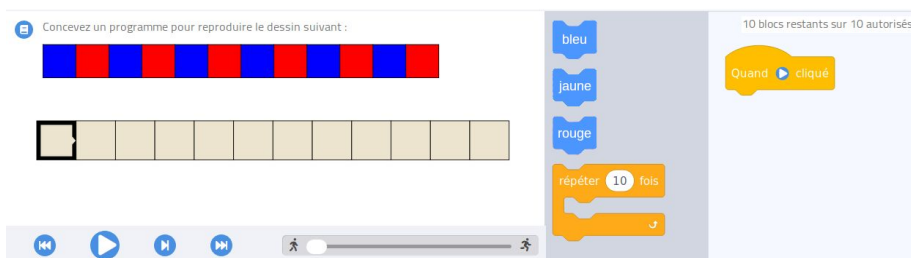 Concevez un programme pour reproduire le dessin suivant :
bleu
jaune
rouge
répéter 10 fois
10 blocs restants sur 10 autorisés
Quand cliqué